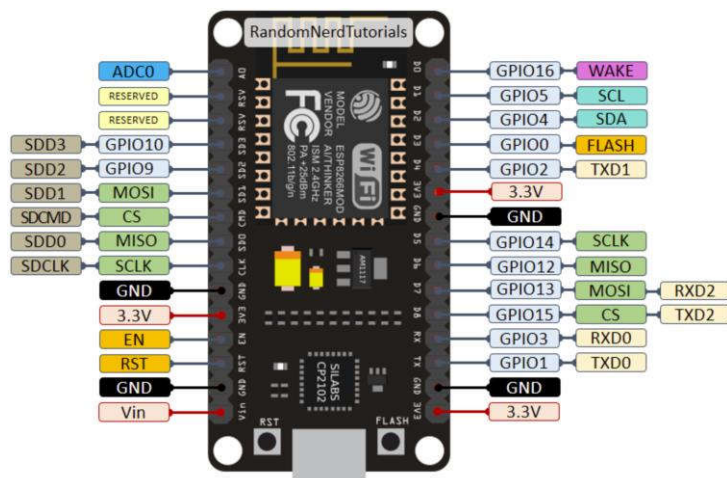 RandomNerdTutorials
ADC0 A0 D0 GPIO16 WAKE
RESERVED RSV D1 GPIO5 SCL
RESERVED RSV D2 GPIO4 SDA
SDD3 GPIO10 SD3 D3 GPIO0 FLASH
SDD2 GPIO9 SD2 D4 GPIO2 TXD1
SDD1 MOSI SD1 3V3 3.3V
SDCMD CS CMD GND GND
SDD0 MISO SD0 D5 GPIO14 SCLK
SDCLK SCLK CLK D6 GPIO12 MISO
GND GND D7 GPIO13 MOSI RXD2
3.3V 3V3 D8 GPIO15 CS TXD2
EN EN RX GPIO3 RXD0
RST RST TX GPIO1 TXD0
GND GND GND GND
Vin Vin 3V3 3.3V
MODEL ESP8266MOD
VENDOR AI/THINKER
ISM 2.4GHz
PA +25dBm
802.11b/g/n
FC
WiFi
AM1117
SILABS
CP2102
RST
FLASH